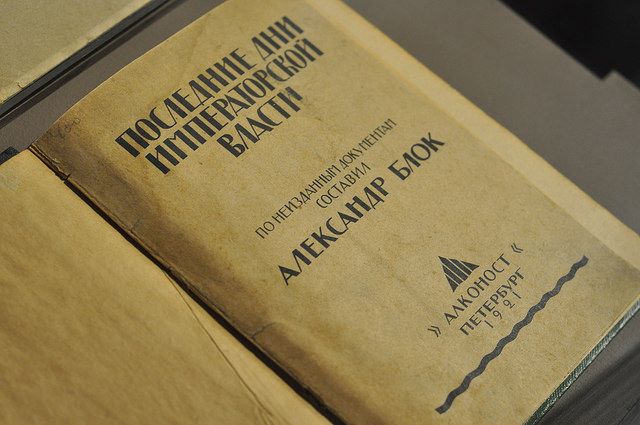 ПОСЛЕДНИЕ ДНИ
ИМПЕРАТОРСКОЙ
ВЛАСТИ
ПО НЕИЗДАННЫМ ДОКУМЕНТАМ
СОСТАВИЛ
АЛЕКСАНДР БЛОК
» АЛКОНОСТ «
ПЕТЕРБУРГ
1921